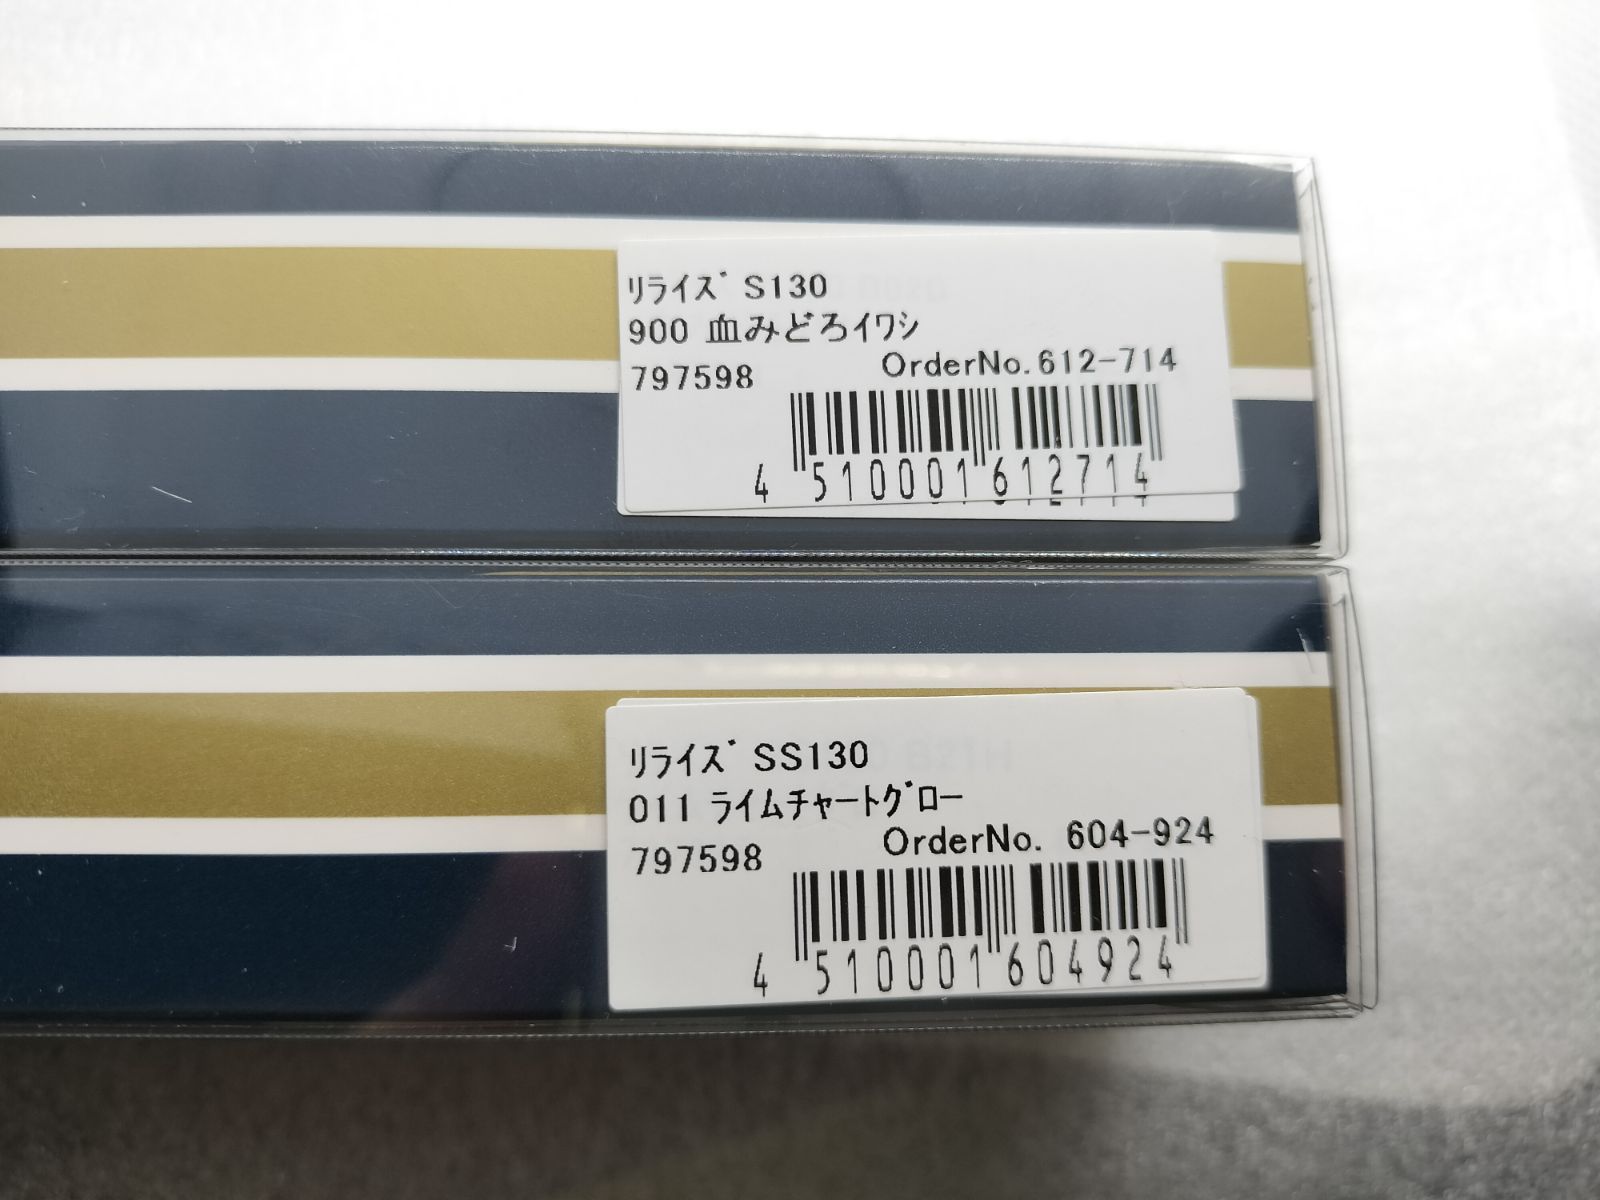 ﾘﾗｲｽﾞ S130
900 血みどろｲﾜｼ
OrderNo.612-714
797598
4 510001 612714
ﾘﾗｲｽﾞ SS130
011 ﾗｲﾑﾁｬｰﾄｸﾞﾛｰ
OrderNo. 604-924
797598
4 510001 604924